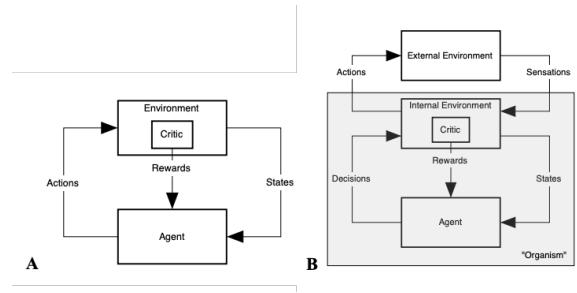 Environment
Critic
Rewards
Actions
States
Agent
A
External Environment
Actions
Sensations
Internal Environment
Critic
Rewards
Decisions
States
Agent
"Organism"
B